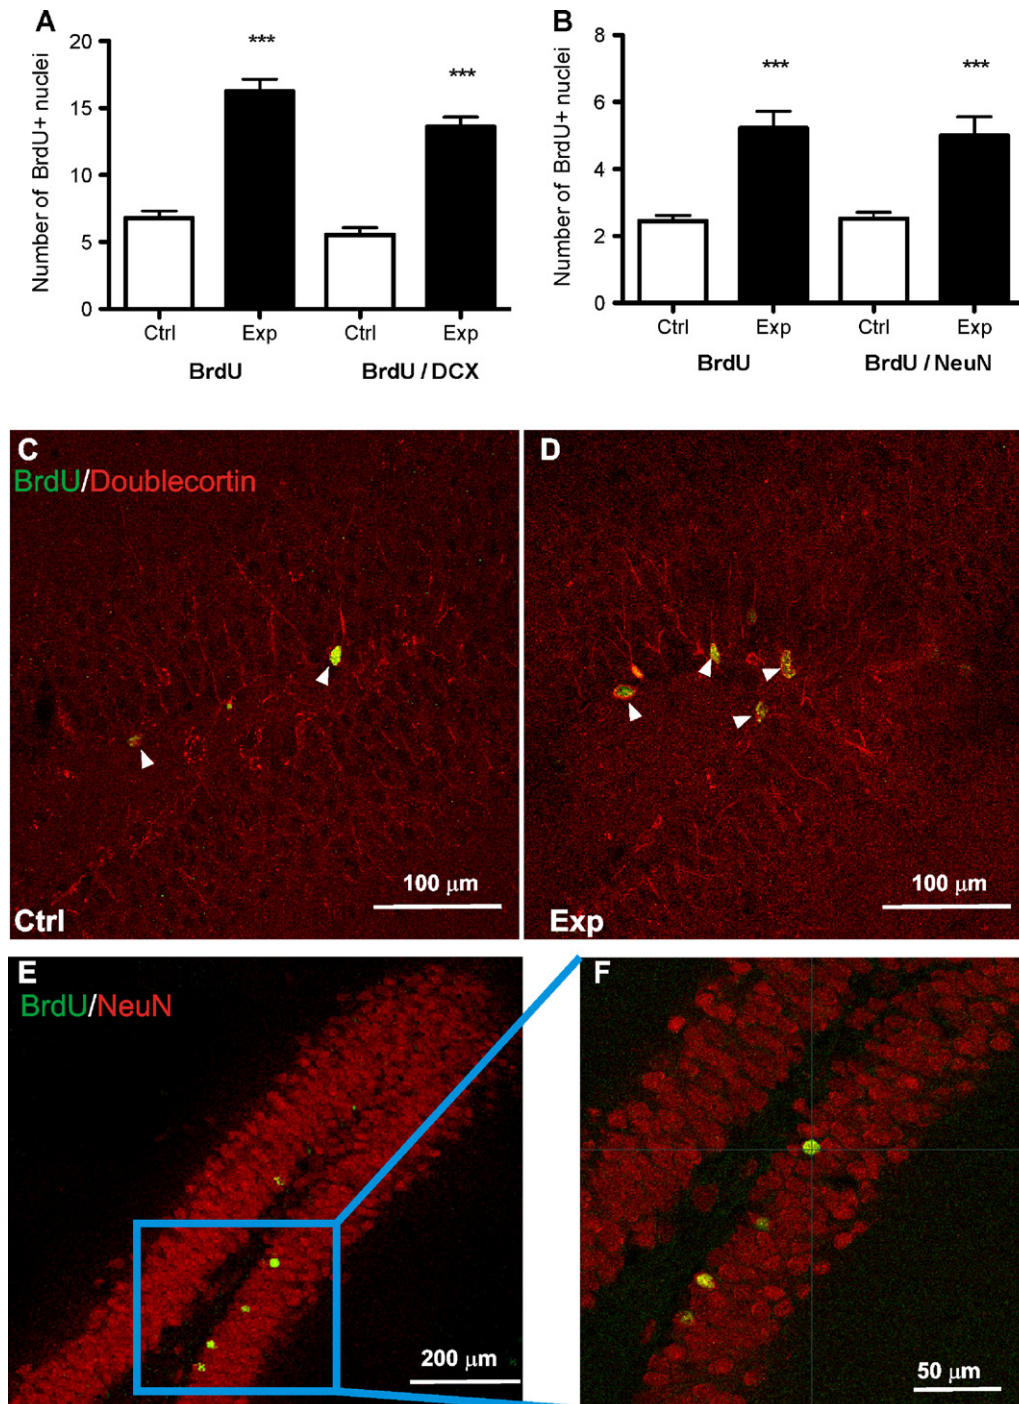 A
Number of BrdU+ nuclei
20
15
10
5
0
***
***
Ctrl Exp Ctrl Exp
BrdU BrdU / DCX
B
Number of BrdU+ nuclei
8
6
4
2
0
***
***
Ctrl Exp Ctrl Exp
BrdU BrdU / NeuN
C
BrdU/Doublecortin
100 µm
Ctrl
D
100 µm
Exp
E
BrdU/NeuN
200 µm
F
50 µm